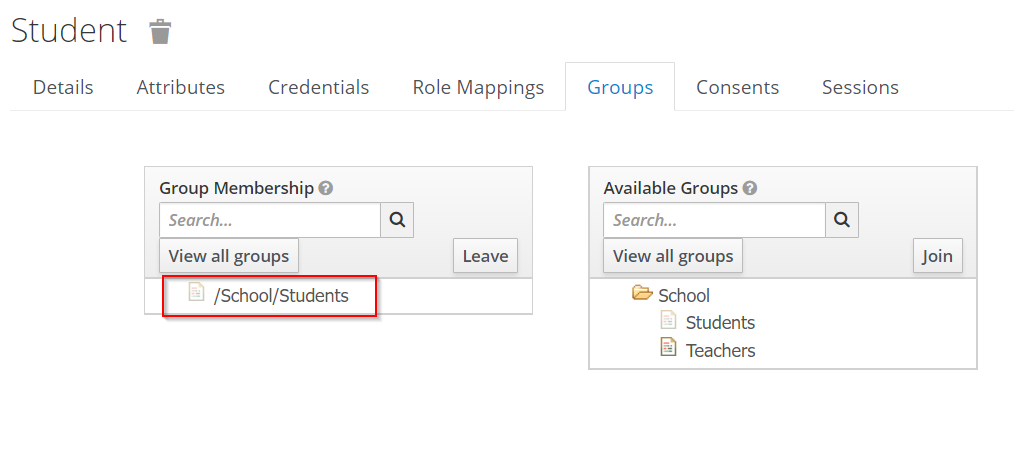 Student
Details Attributes Credentials Role Mappings Groups Consents Sessions
Group Membership ?
Search...
View all groups Leave
/School/Students
Available Groups ?
Search...
View all groups Join
School
Students
Teachers